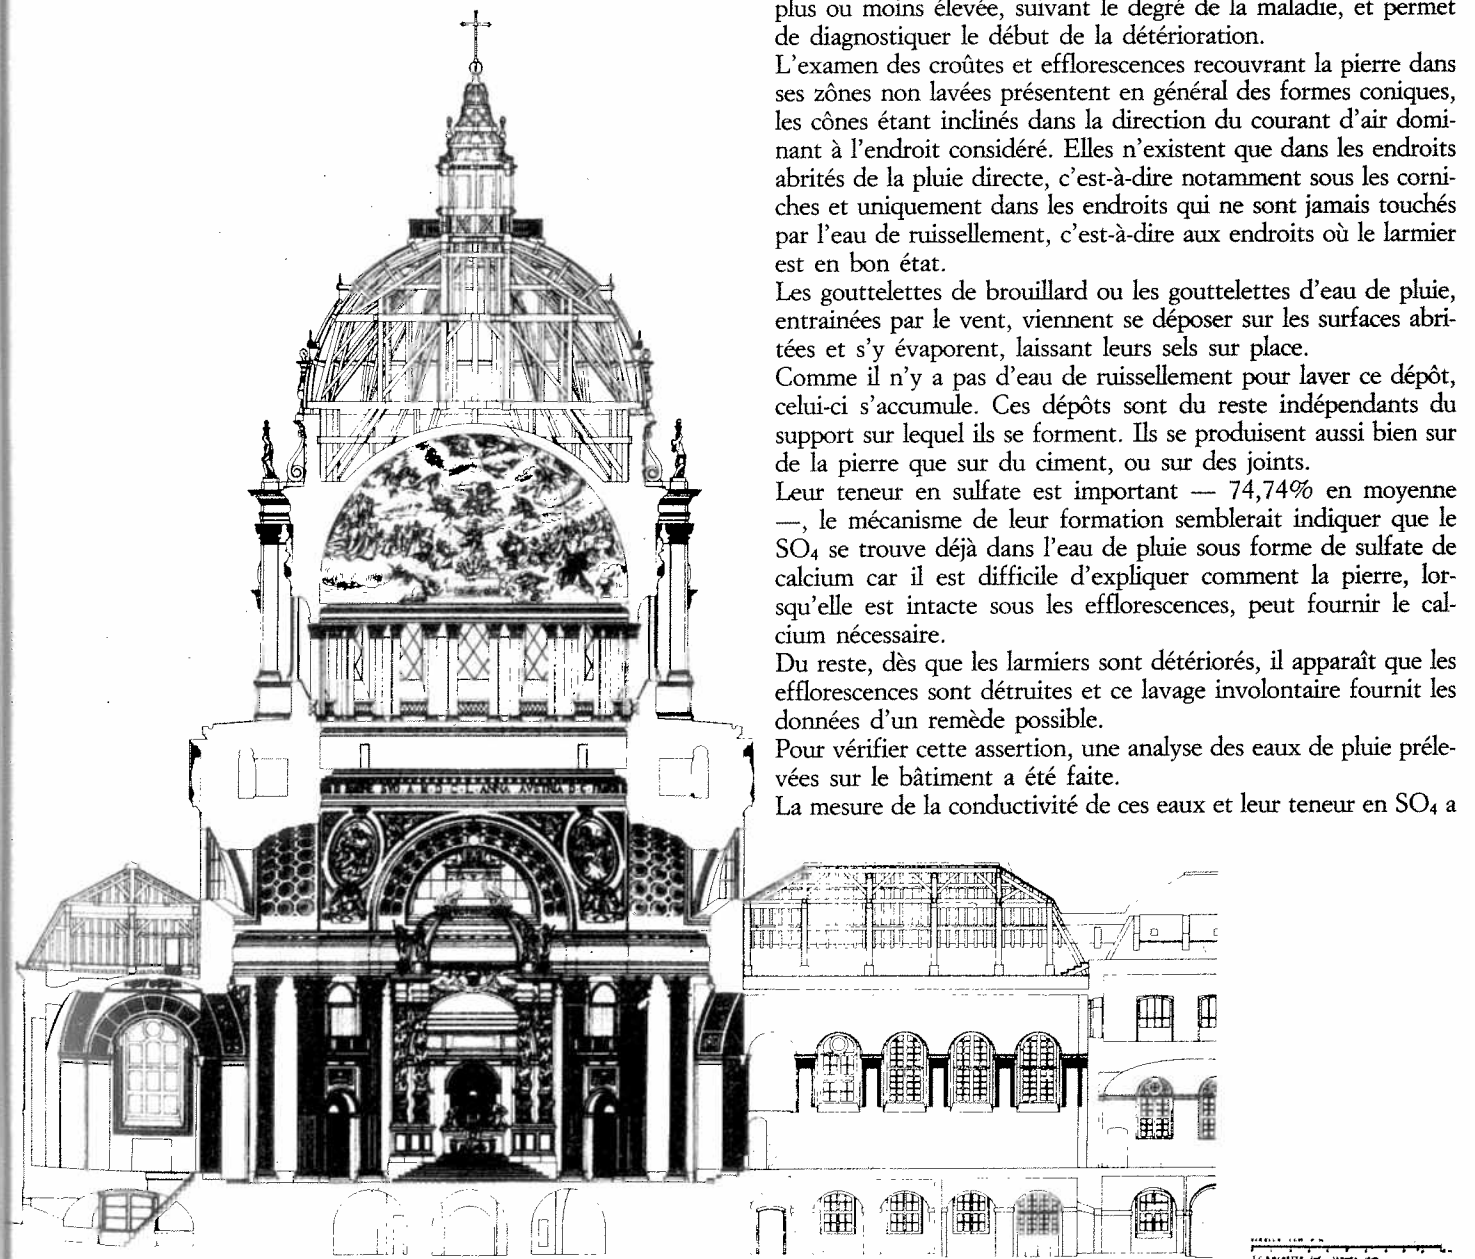 plus ou moins élevée, suivant le degré de la maladie, et permet
de diagnostiquer le début de la détérioration.
L'examen des croûtes et efflorescences recouvrant la pierre dans
ses zônes non lavées présentent en général des formes coniques,
les cônes étant inclinés dans la direction du courant d'air domi-
nant à l'endroit considéré. Elles n'existent que dans les endroits
abrités de la pluie directe, c'est-à-dire notamment sous les corni-
ches et uniquement dans les endroits qui ne sont jamais touchés
par l'eau de ruissellement, c'est-à-dire aux endroits où le larmier
est en bon état.
Les gouttelettes de brouillard ou les gouttelettes d'eau de pluie,
entrainées par le vent, viennent se déposer sur les surfaces abri-
tées et s'y évaporent, laissant leurs sels sur place.
Comme il n'y a pas d'eau de ruissellement pour laver ce dépôt,
celui-ci s'accumule. Ces dépôts sont du reste indépendants du
support sur lequel ils se forment. Ils se produisent aussi bien sur
de la pierre que sur du ciment, ou sur des joints.
Leur teneur en sulfate est important — 74,74% en moyenne
—, le mécanisme de leur formation semblerait indiquer que le
SO4 se trouve déjà dans l'eau de pluie sous forme de sulfate de
calcium car il est difficile d'expliquer comment la pierre, lor-
squ'elle est intacte sous les efflorescences, peut fournir le cal-
cium nécessaire.
Du reste, dès que les larmiers sont détériorés, il apparaît que les
efflorescences sont détruites et ce lavage involontaire fournit les
données d'un remède possible.
Pour vérifier cette assertion, une analyse des eaux de pluie préle-
vées sur le bâtiment a été faite.
La mesure de la conductivité de ces eaux et leur teneur en SO4 a
A.M.D.C.L.ANNA AVSTRIA D.G.